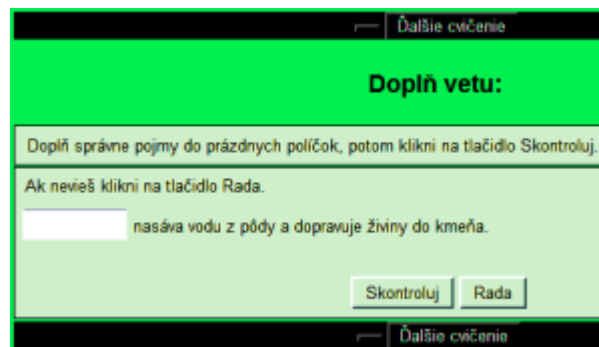 Ďalšie cvičenie
Doplň vetu:
Doplň správne pojmy do prázdnych políčok, potom klikni na tlačidlo Skontroluj.
Ak nevieš klikni na tlačidlo Rada.
nasáva vodu z pôdy a dopravuje živiny do kmeňa.
Skontroluj Rada
Ďalšie cvičenie